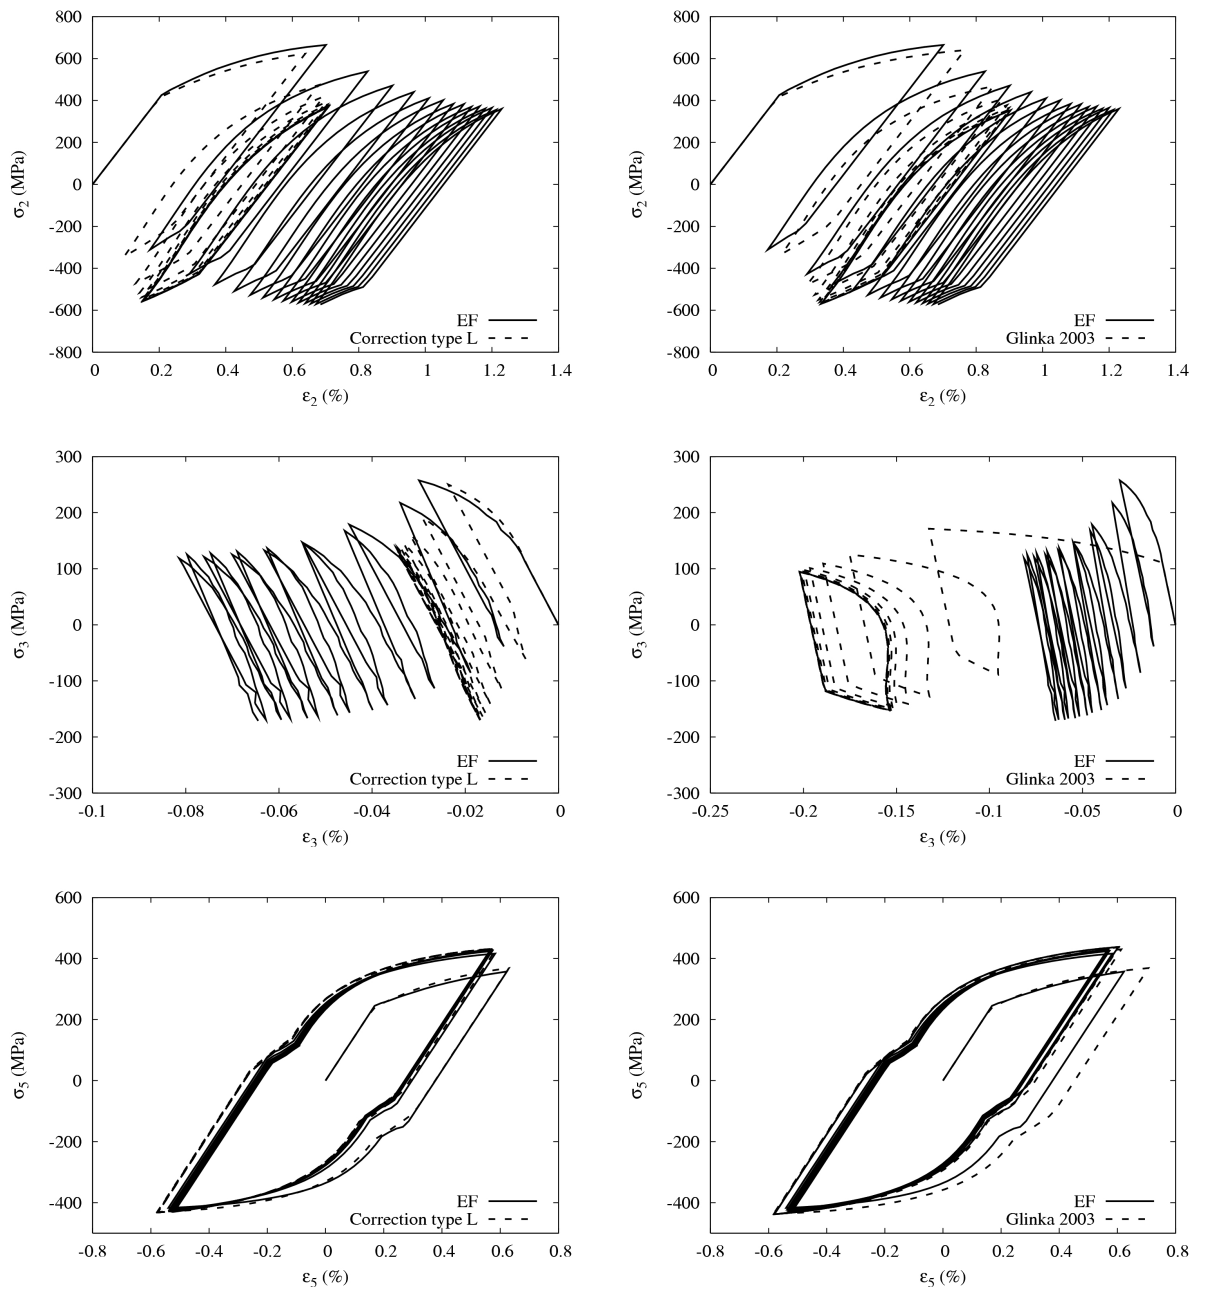 800
600
400
200
0
-200
-400
-600
-800
0 0.2 0.4 0.6 0.8 1 1.2 1.4
σ2 (MPa)
ε2 (%)
EF
Correction type L
800
600
400
200
0
-200
-400
-600
-800
0 0.2 0.4 0.6 0.8 1 1.2 1.4
σ2 (MPa)
ε2 (%)
EF
Glinka 2003
300
200
100
0
-100
-200
-300
-0.1 -0.08 -0.06 -0.04 -0.02 0
σ3 (MPa)
ε3 (%)
EF
Correction type L
300
200
100
0
-100
-200
-300
-0.25 -0.2 -0.15 -0.1 -0.05 0
σ3 (MPa)
ε3 (%)
EF
Glinka 2003
600
400
200
0
-200
-400
-0.8 -0.6 -0.4 -0.2 0 0.2 0.4 0.6 0.8
σ5 (MPa)
ε5 (%)
EF
Correction type L
600
400
200
0
-200
-400
-0.8 -0.6 -0.4 -0.2 0 0.2 0.4 0.6 0.8
σ5 (MPa)
ε5 (%)
EF
Glinka 2003